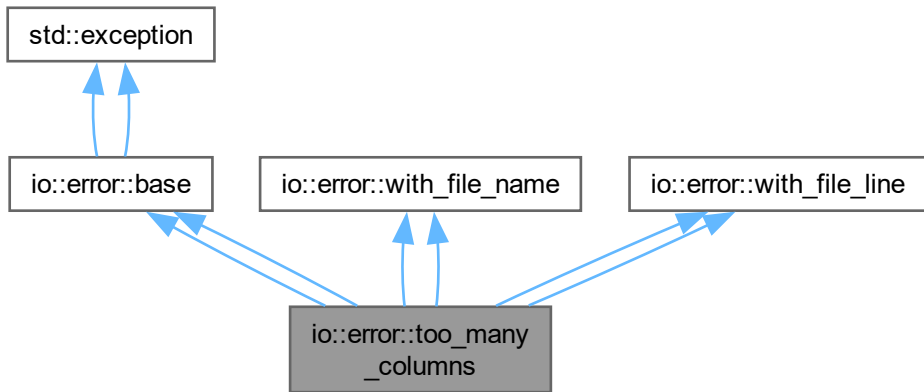 std::exception
io::error::base
io::error::with_file_name
io::error::with_file_line
io::error::too_many
_columns